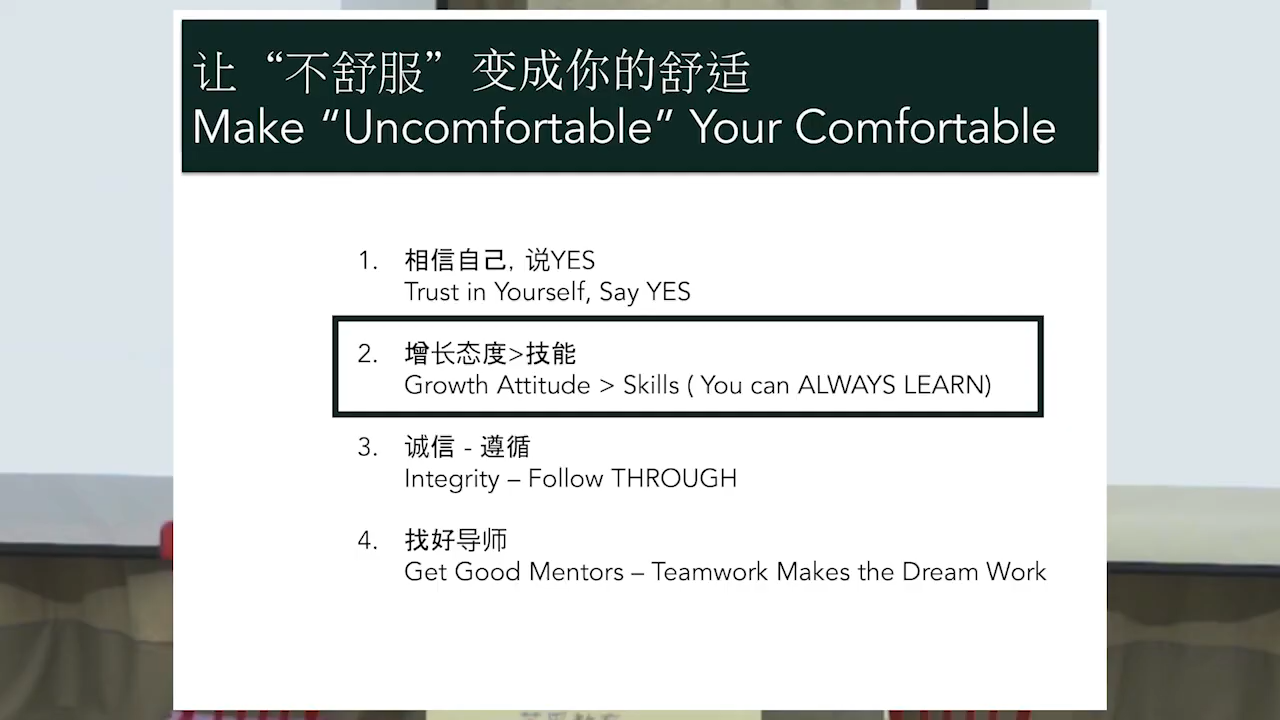 让“不舒服”变成你的舒适
Make “Uncomfortable” Your Comfortable
1. 相信自己, 说YES
Trust in Yourself, Say YES
2. 增长态度>技能
Growth Attitude > Skills ( You can ALWAYS LEARN)
3. 诚信 - 遵循
Integrity – Follow THROUGH
4. 找好导师
Get Good Mentors – Teamwork Makes the Dream Work